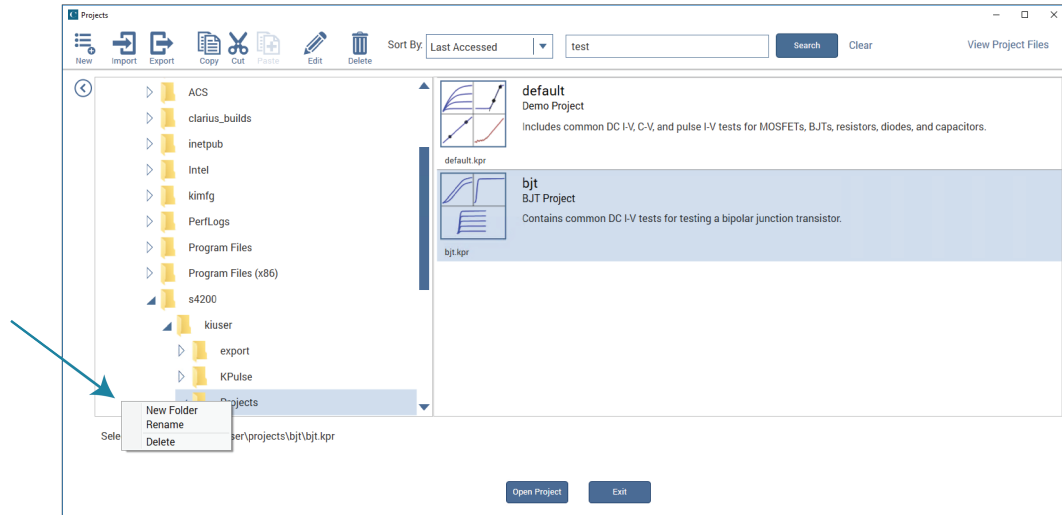 Projects
New Import Export Copy Cut Paste Edit Delete Sort By: Last Accessed test Search Clear View Project Files
ACS
clarius_builds
inetpub
Intel
kimfg
PerfLogs
Program Files
Program Files (x86)
s4200
kiuser
export
KPulse
Projects
default
Demo Project
Includes common DC I-V, C-V, and pulse I-V tests for MOSFETs, BJTs, resistors, diodes, and capacitors.
default.kpr
bjt
BJT Project
Contains common DC I-V tests for testing a bipolar junction transistor.
bjt.kpr
New Folder
Rename
Delete
Sele ser\projects\bjt\bjt.kpr
Open Project Exit